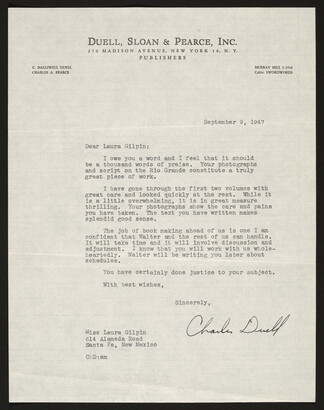 DUELL, SLOAN & PEARCE, INC.
270 MADISON AVENUE, NEW YORK 16, N. Y.
PUBLISHERS
C. HALLIWELL DUELL
CHARLES A. PEARCE
MURRAY HILL
Cable: SWORDWORDS
September 9, 1947
Dear Laura Gilpin:
I owe you a word and I feel that it should
be a thousand words of praise. Your photographs
and script on the Rio Grande constitute a truly
great piece of work.
I have gone through the first two volumes with
great care and looked quickly at the rest. While it
is a little overwhelming, it is in great measure
thrilling. Your photographs show the care and pains
you have taken. The text you have written makes
splendid good sense.
The job of book making ahead of us is one I am
confident that Walter and the rest of us can handle.
It will take time and it will involve discussion and
adjustment. I know that you will work with us whole-
heartedly. Walter will be writing you later about
schedules.
You have certainly done justice to your subject.
With best wishes,
Sincerely,
Charles Duell
Miss Laura Gilpin
614 Alameda Road
Santa Fe, New Mexico
CHD:am